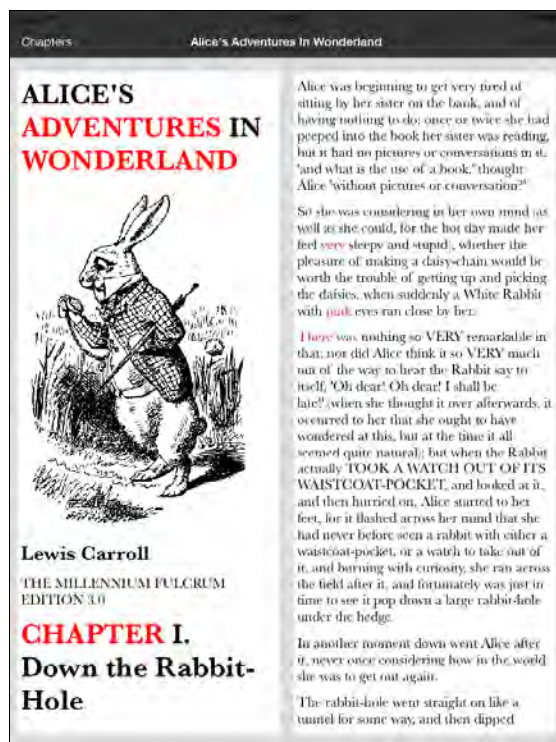 Chapters
Alice's Adventures In Wonderland
ALICE'S
ADVENTURES IN
WONDERLAND
Lewis Carroll
THE MILLENNIUM FULCRUM
EDITION 3.0
CHAPTER I.
Down the Rabbit-
Hole
Alice was beginning to get very tired of
sitting by her sister on the bank, and of
having nothing to do: once or twice she had
peeped into the book her sister was reading,
but it had no pictures or conversations in it,
'and what is the use of a book,' thought
Alice 'without pictures or conversation?'
So she was considering in her own mind (as
well as she could, for the hot day made her
feel very sleepy and stupid), whether the
pleasure of making a daisy-chain would be
worth the trouble of getting up and picking
the daisies, when suddenly a White Rabbit
with pink eyes ran close by her.
There was nothing so VERY remarkable in
that; nor did Alice think it so VERY much
out of the way to hear the Rabbit say to
itself, 'Oh dear! Oh dear! I shall be
late!' (when she thought it over afterwards, it
occurred to her that she ought to have
wondered at this, but at the time it all
seemed quite natural); but when the Rabbit
actually TOOK A WATCH OUT OF ITS
WAISTCOAT-POCKET, and looked at it,
and then hurried on, Alice started to her
feet, for it flashed across her mind that she
had never before seen a rabbit with either a
waistcoat-pocket, or a watch to take out of
it, and burning with curiosity, she ran across
the field after it, and fortunately was just in
time to see it pop down a large rabbit-hole
under the hedge.
In another moment down went Alice after
it, never once considering how in the world
she was to get out again.
The rabbit-hole went straight on like a
tunnel for some way, and then dipped